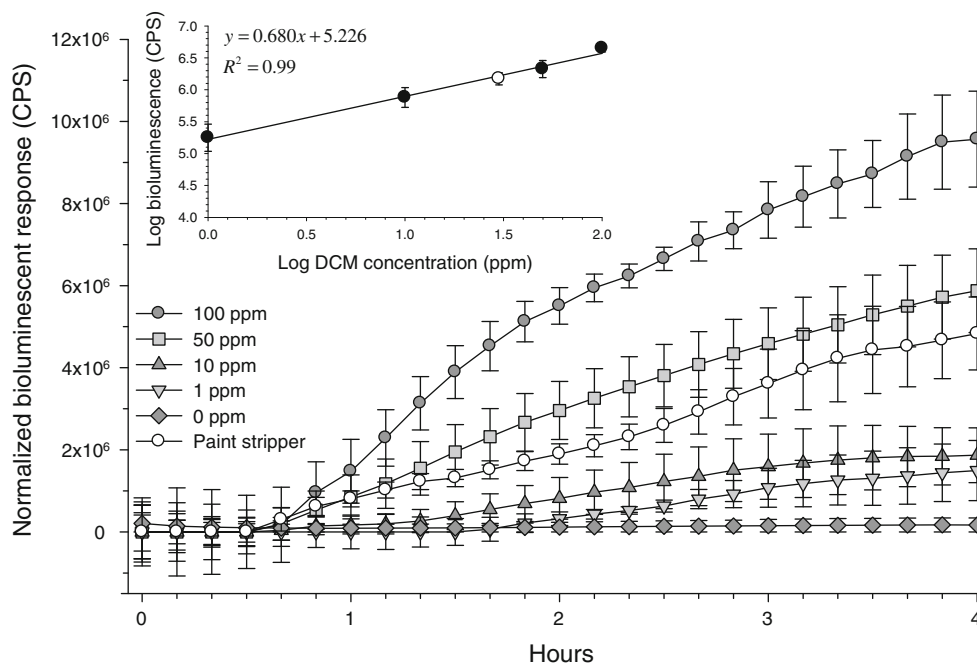 Normalized bioluminescent response (CPS)
12x10⁶
10x10⁶
8x10⁶
6x10⁶
4x10⁶
2x10⁶
0
Log bioluminescence (CPS)
7.0
6.5
6.0
5.5
5.0
4.5
4.0
y = 0.680x + 5.226
R² = 0.99
0.0 0.5 1.0 1.5 2.0
Log DCM concentration (ppm)
100 ppm
50 ppm
10 ppm
1 ppm
0 ppm
Paint stripper
0 1 2 3 4
Hours